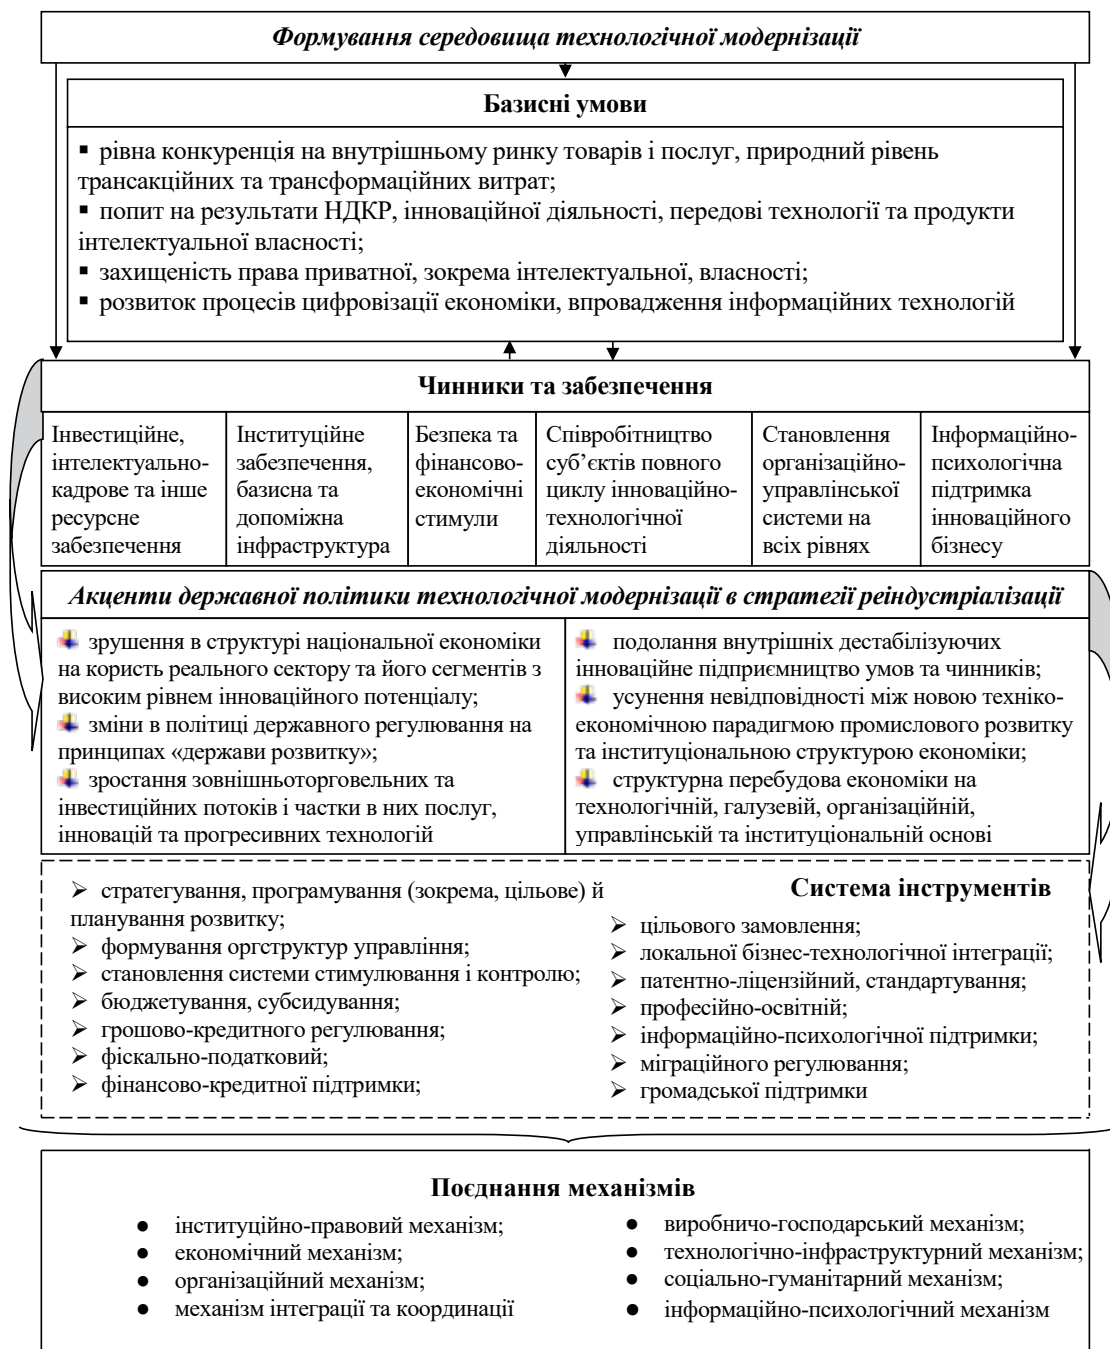 Формування середовища технологічної модернізації
Базисні умови
▪ рівна конкуренція на внутрішньому ринку товарів і послуг, природний рівень
трансакційних та трансформаційних витрат;
▪ попит на результати НДКР, інноваційної діяльності, передові технології та продукти
інтелектуальної власності;
▪ захищеність права приватної, зокрема інтелектуальної, власності;
▪ розвиток процесів цифровізації економіки, впровадження інформаційних технологій
Чинники та забезпечення
Інвестиційне,
інтелектуально-
кадрове та інше
ресурсне
забезпечення
Інституційне
забезпечення,
базисна та
допоміжна
інфраструктура
Безпека та
фінансово-
економічні
стимули
Співробітництво
суб’єктів повного
циклу інноваційно-
технологічної
діяльності
Становлення
організаційно-
управлінської
системи на
всіх рівнях
Інформаційно-
психологічна
підтримка
інноваційного
бізнесу
Акценти державної політики технологічної модернізації в стратегії реіндустріалізації
зрушення в структурі національної економіки
на користь реального сектору та його сегментів з
високим рівнем інноваційного потенціалу;
зміни в політиці державного регулювання на
принципах «держави розвитку»;
зростання зовнішньоторговельних та
інвестиційних потоків і частки в них послуг,
інновацій та прогресивних технологій
подолання внутрішніх дестабілізуючих
інноваційне підприємництво умов та чинників;
усунення невідповідності між новою техніко-
економічною парадигмою промислового розвитку
та інституціональною структурою економіки;
структурна перебудова економіки на
технологічній, галузевій, організаційній,
управлінській та інституціональній основі
Система інструментів
➢ стратегування, програмування (зокрема, цільове) й
планування розвитку;
➢ формування оргструктур управління;
➢ становлення системи стимулювання і контролю;
➢ бюджетування, субсидування;
➢ грошово-кредитного регулювання;
➢ фіскально-податковий;
➢ фінансово-кредитної підтримки;
➢ цільового замовлення;
➢ локальної бізнес-технологічної інтеграції;
➢ патентно-ліцензійний, стандартування;
➢ професійно-освітній;
➢ інформаційно-психологічної підтримки;
➢ міграційного регулювання;
➢ громадської підтримки
Поєднання механізмів
● інституційно-правовий механізм;
● економічний механізм;
● організаційний механізм;
● механізм інтеграції та координації
● виробничо-господарський механізм;
● технологічно-інфраструктурний механізм;
● соціально-гуманітарний механізм;
● інформаційно-психологічний механізм